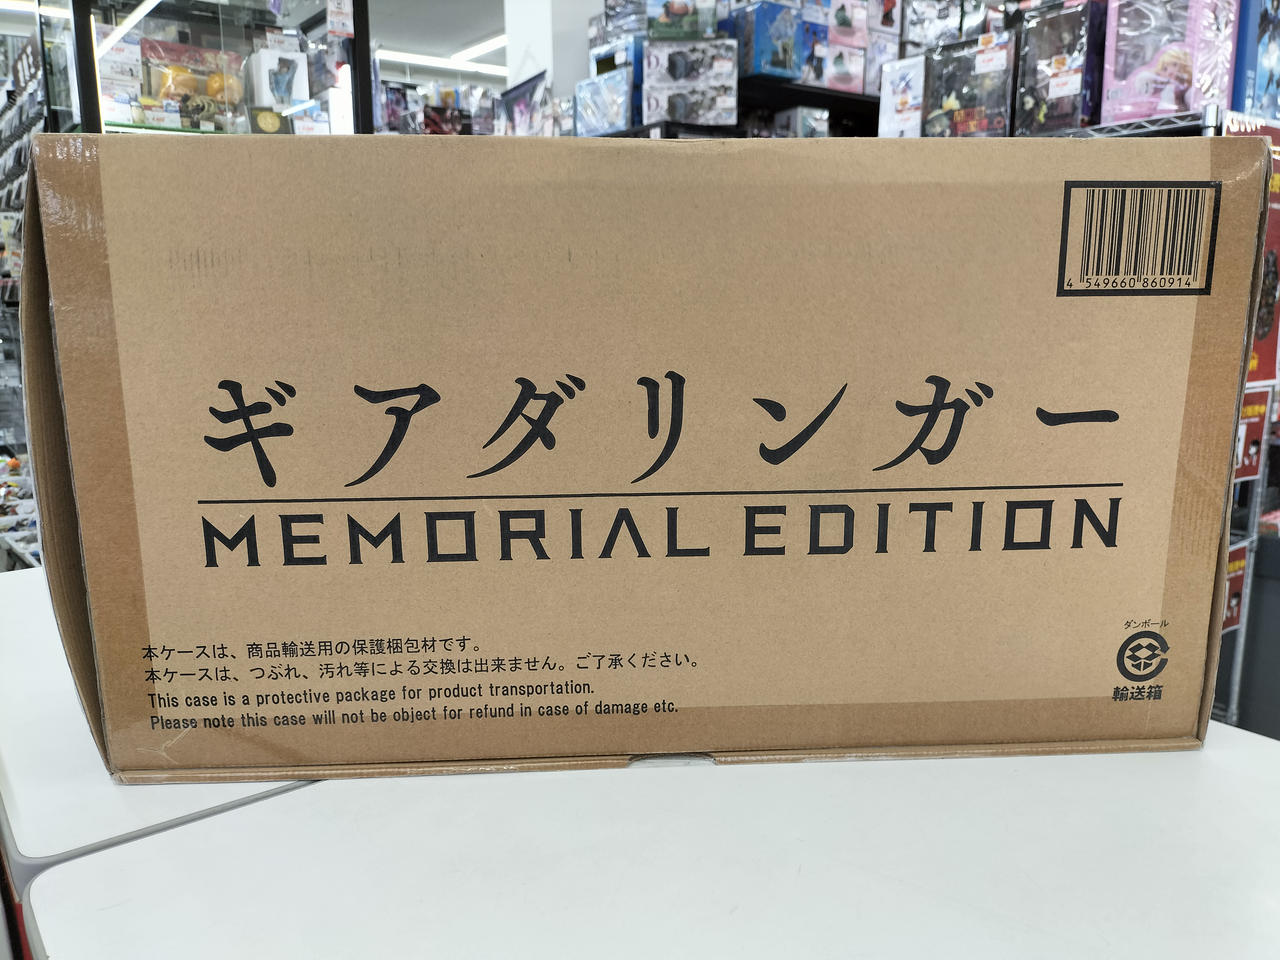 4 549660 860914
ギアダリンガー
MEMORIAL EDITION
本ケースは、商品輸送用の保護梱包材です。
本ケースは、つぶれ、汚れ等による交換は出来ません。ご了承ください。
This case is a protective package for product transportation.
Please note this case will not be object for refund in case of damage etc.
ダンボール
輸送箱